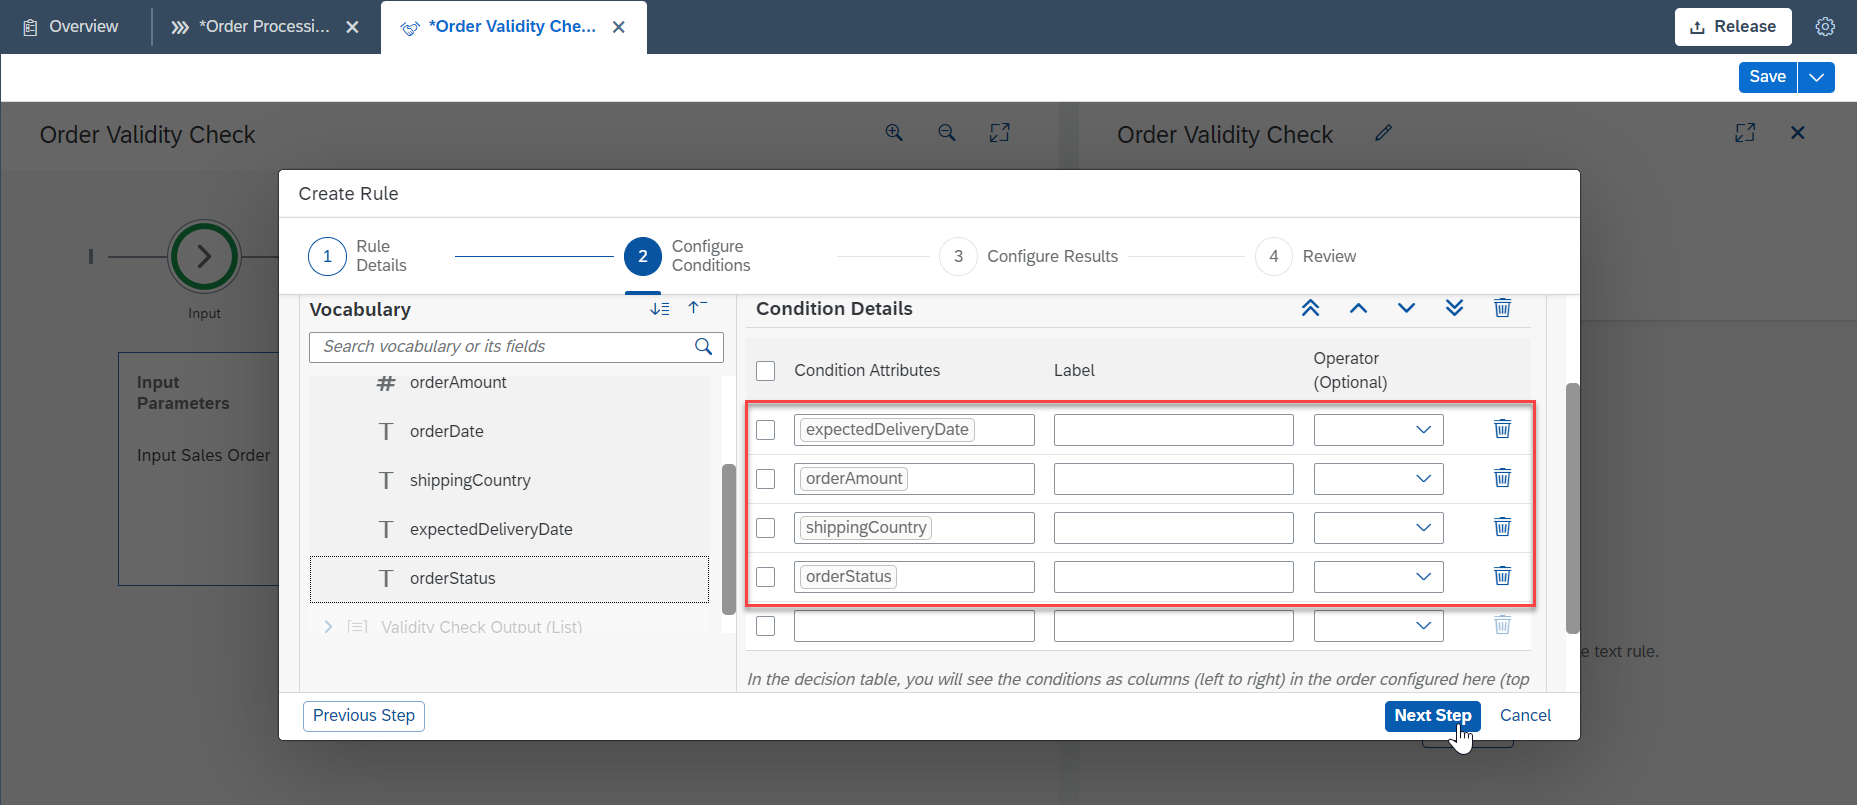 Overview
*Order Processi...
*Order Validity Che...
Release
Save
Order Validity Check
Order Validity Check
Create Rule
1
Rule
Details
2
Configure
Conditions
3
Configure Results
4
Review
Input
Input
Parameters
Input Sales Order
Vocabulary
Search vocabulary or its fields
orderAmount
orderDate
shippingCountry
expectedDeliveryDate
orderStatus
Validity Check Output (List)
Condition Details
Condition Attributes
Label
Operator
(Optional)
expectedDeliveryDate
orderAmount
shippingCountry
orderStatus
In the decision table, you will see the conditions as columns (left to right) in the order configured here (top
e text rule.
Previous Step
Next Step
Cancel